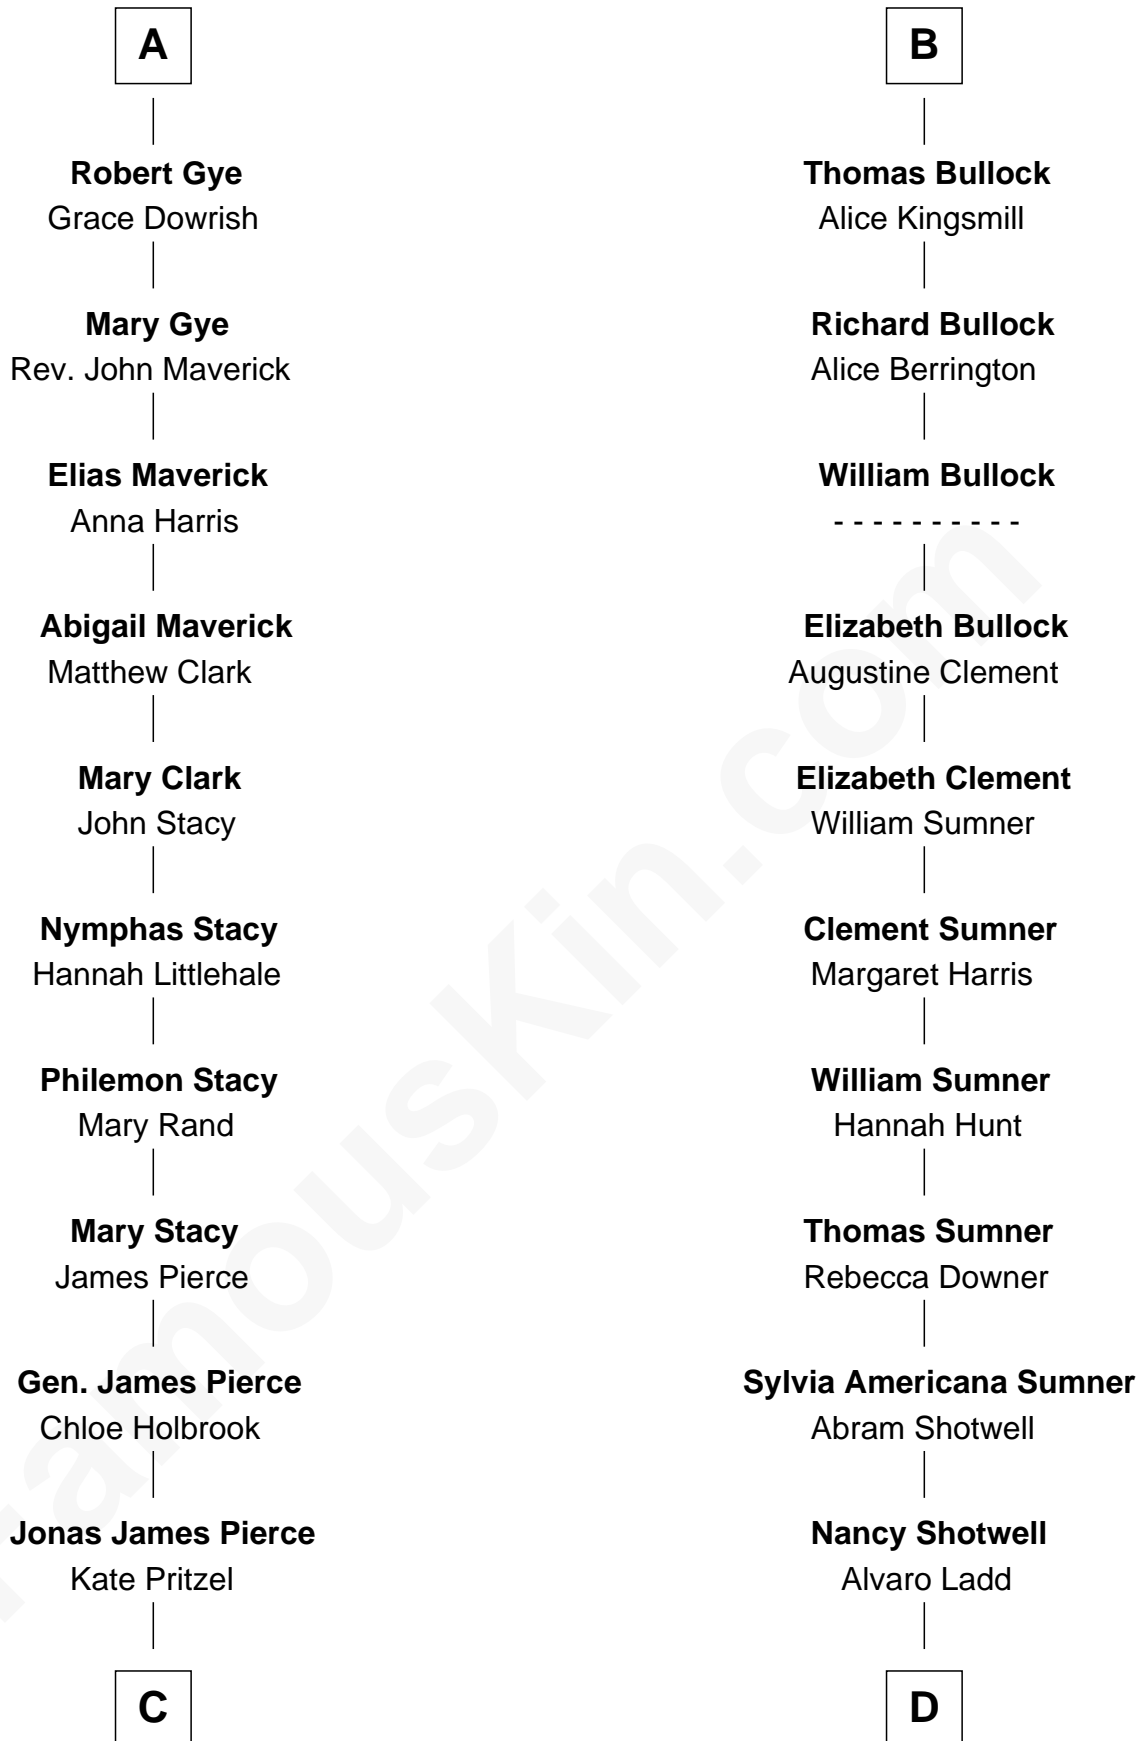 A
Robert Gye
Grace Dowrish
Mary Gye
Rev. John Maverick
Elias Maverick
Anna Harris
Abigail Maverick
Matthew Clark
Mary Clark
John Stacy
Nymphas Stacy
Hannah Littlehale
Philemon Stacy
Mary Rand
Mary Stacy
James Pierce
Gen. James Pierce
Chloe Holbrook
Jonas James Pierce
Kate Pritzel
C
B
Thomas Bullock
Alice Kingsmill
Richard Bullock
Alice Berrington
William Bullock
- - - - - - - - - -
Elizabeth Bullock
Augustine Clement
Elizabeth Clement
William Sumner
Clement Sumner
Margaret Harris
William Sumner
Hannah Hunt
Thomas Sumner
Rebecca Downer
Sylvia Americana Sumner
Abram Shotwell
Nancy Shotwell
Alvaro Ladd
D
FamousKin.com